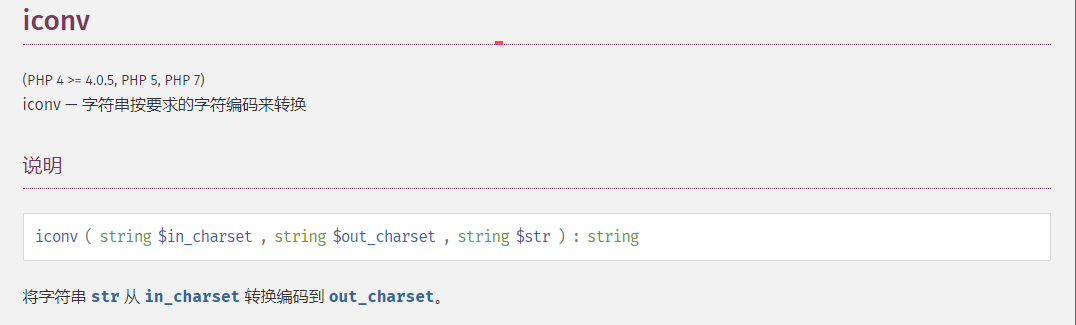 iconv
(PHP 4 >= 4.0.5, PHP 5, PHP 7)
iconv — 字符串按要求的字符编码来转换
说明
iconv ( string $in_charset , string $out_charset , string $str ) : string
将字符串 str 从 in_charset 转换编码到 out_charset。